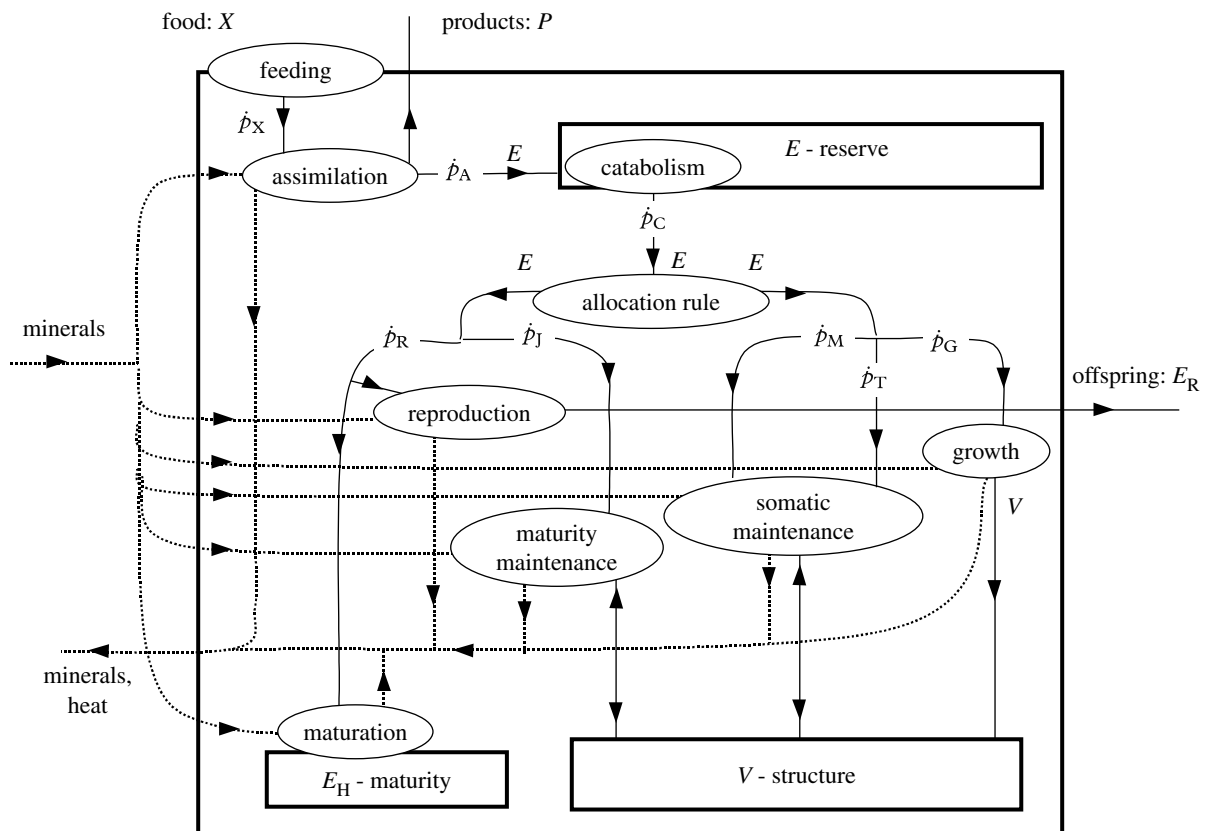 food: X
products: P
feeding
ṗX
assimilation
ṗA
E
catabolism
E - reserve
ṗC
E
E
E
allocation rule
minerals
ṗR
ṗJ
ṗM
ṗG
ṗT
offspring: ER
reproduction
growth
V
somatic
maintenance
maturity
maintenance
minerals,
heat
maturation
EH - maturity
V - structure